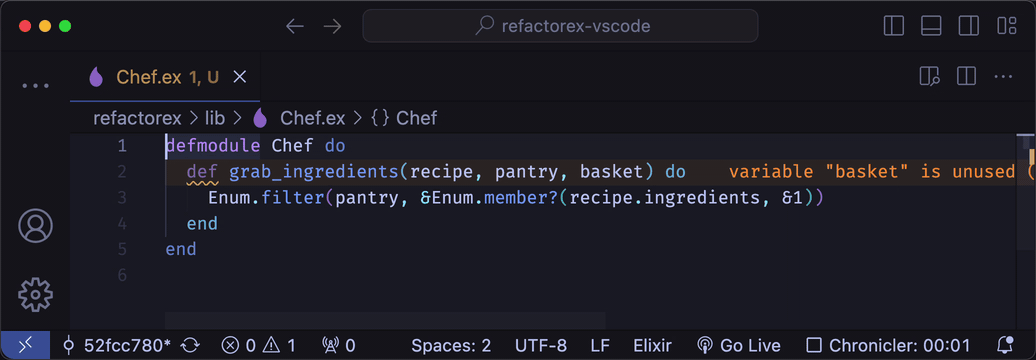 refactorex-vscode
Chef.ex 1, U
refactorex > lib > Chef.ex > {} Chef
1 defmodule Chef do
2 def grab_ingredients(recipe, pantry, basket) do variable "basket" is unused (
3 Enum.filter(pantry, &Enum.member?(recipe.ingredients, &1))
4 end
5 end
6
52fcc780* 0 1 0 Spaces: 2 UTF-8 LF Elixir Go Live Chronicler: 00:01